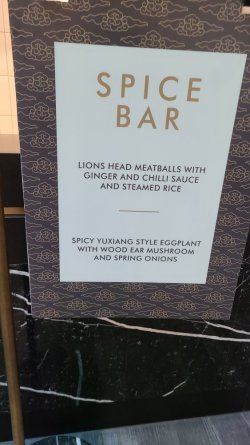 SPICE
BAR
LIONS HEAD MEATBALLS WITH
GINGER AND CHILLI SAUCE
AND STEAMED RICE
SPICY YUXIANG STYLE EGGPLANT
WITH WOOD EAR MUSHROOM
AND SPRING ONIONS